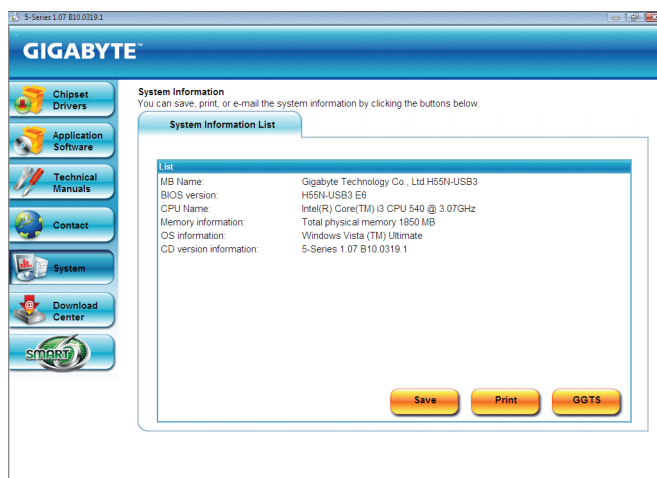 5-Series 1.07 B10.0319.1
GIGABYTE™
Chipset
Drivers
Application
Software
Technical
Manuals
Contact
System
Download
Center
SMART6
System Information
You can save, print, or e-mail the system information by clicking the buttons below.
System Information List
List
MB Name: Gigabyte Technology Co., Ltd.H55N-USB3
BIOS version: H55N-USB3 E6
CPU Name: Intel(R) Core(TM) i3 CPU 540 @ 3.07GHz
Memory information: Total physical memory 1850 MB
OS information: Windows Vista (TM) Ultimate
CD version information: 5-Series 1.07 B10.0319.1
Save Print GGTS